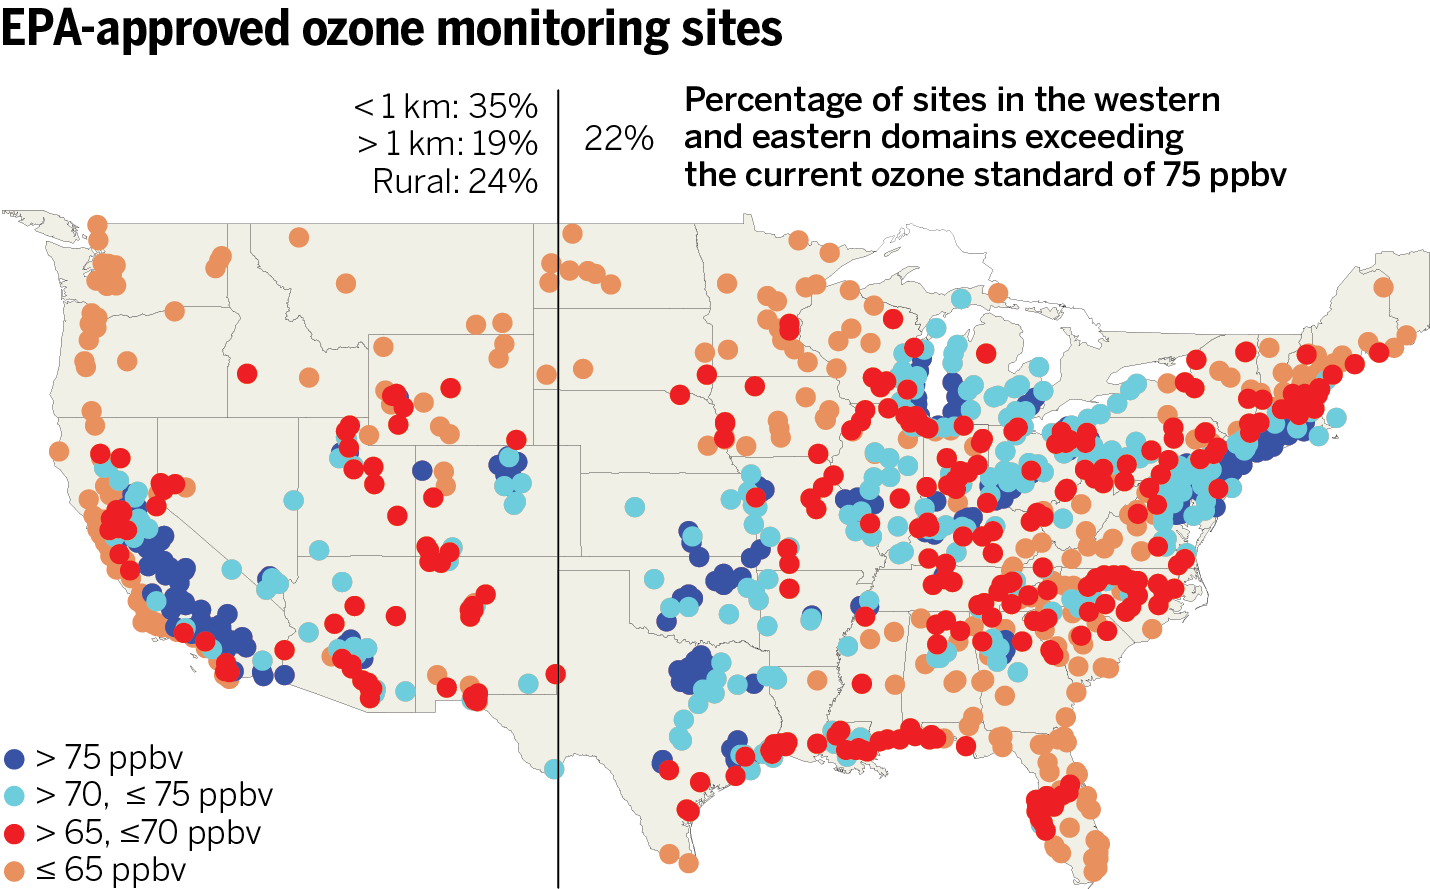 EPA-approved ozone monitoring sites
< 1 km: 35%
> 1 km: 19%
Rural: 24%
22%
Percentage of sites in the western
and eastern domains exceeding
the current ozone standard of 75 ppbv
> 75 ppbv
> 70, ≤ 75 ppbv
> 65, ≤70 ppbv
≤ 65 ppbv